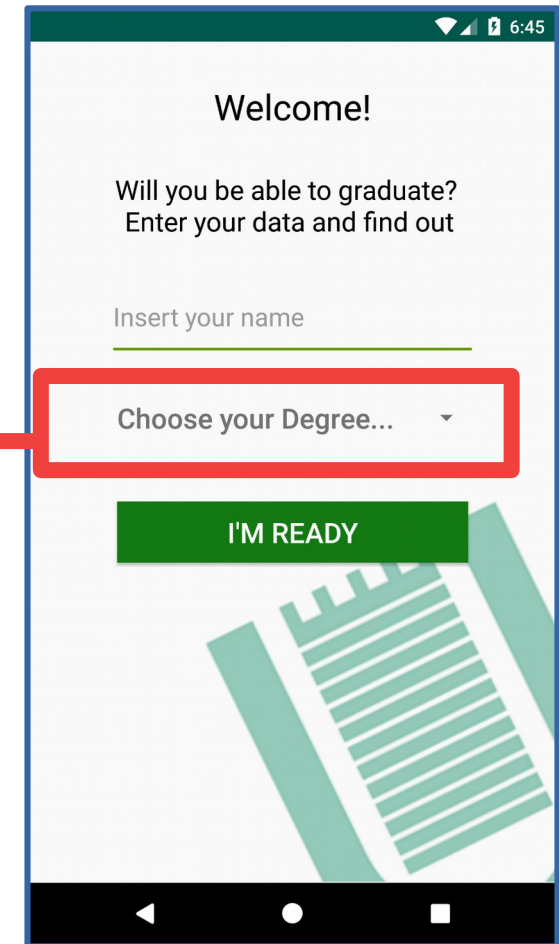 6:45
Welcome!
Will you be able to graduate?
Enter your data and find out
Insert your name
Choose your Degree...
I'M READY